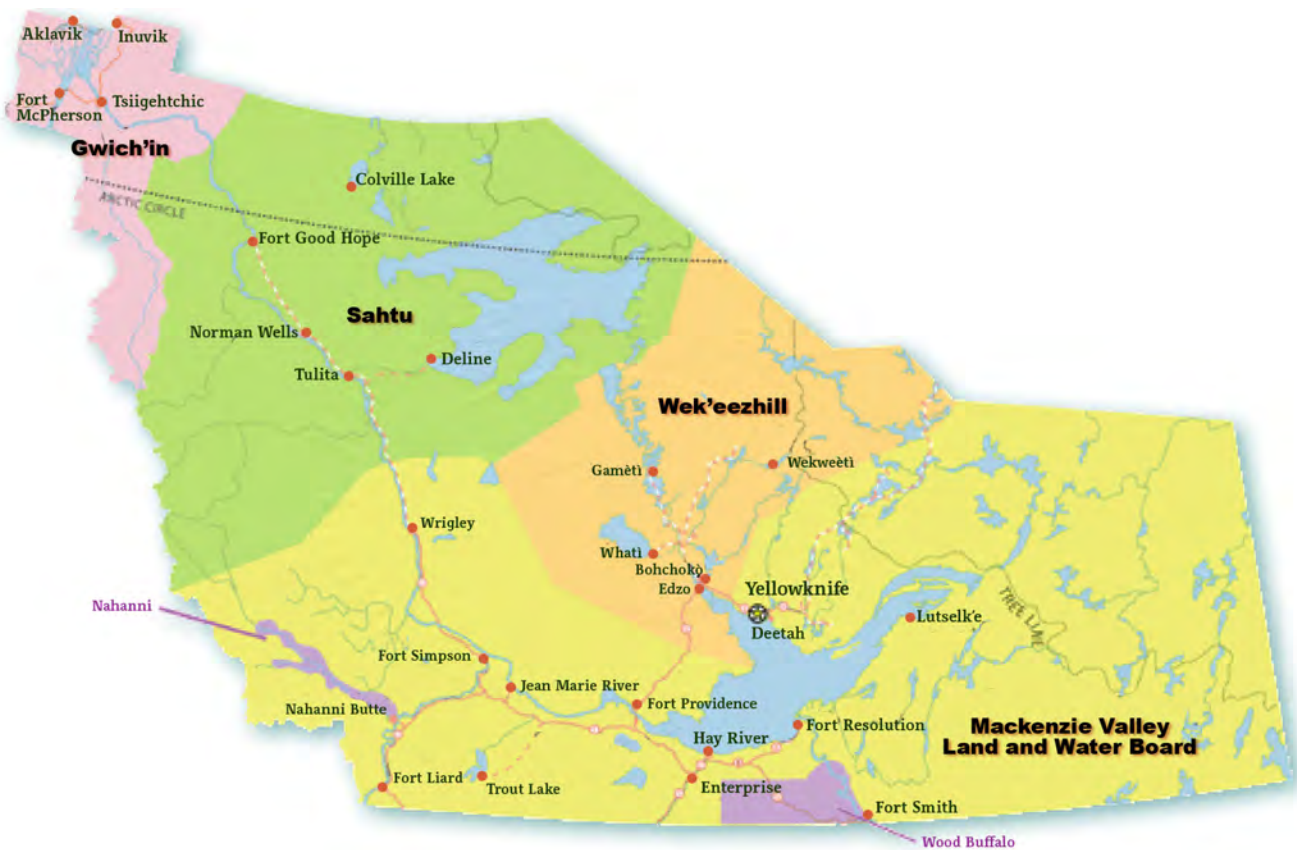 Aklavik
Inuvik
Fort
McPherson
Tsiigehtchic
Gwich'in
ARCTIC CIRCLE
Colville Lake
Fort Good Hope
Sahtu
Norman Wells
Deline
Tulita
Wek'eezhill
Gamètì
Wekweètì
Wrigley
Whatì
Bohchokò
Edzo
Yellowknife
Deetah
Nahanni
Lutselk'e
TREE LINE
Fort Simpson
Jean Marie River
Nahanni Butte
Fort Providence
Fort Resolution
Mackenzie Valley
Land and Water Board
Hay River
Fort Liard
Trout Lake
Enterprise
Fort Smith
Wood Buffalo